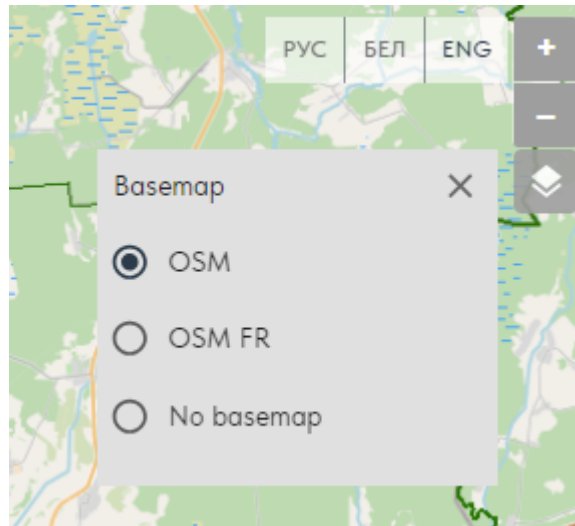 РУС БЕЛ ENG +
−
Basemap ×
OSM
OSM FR
No basemap